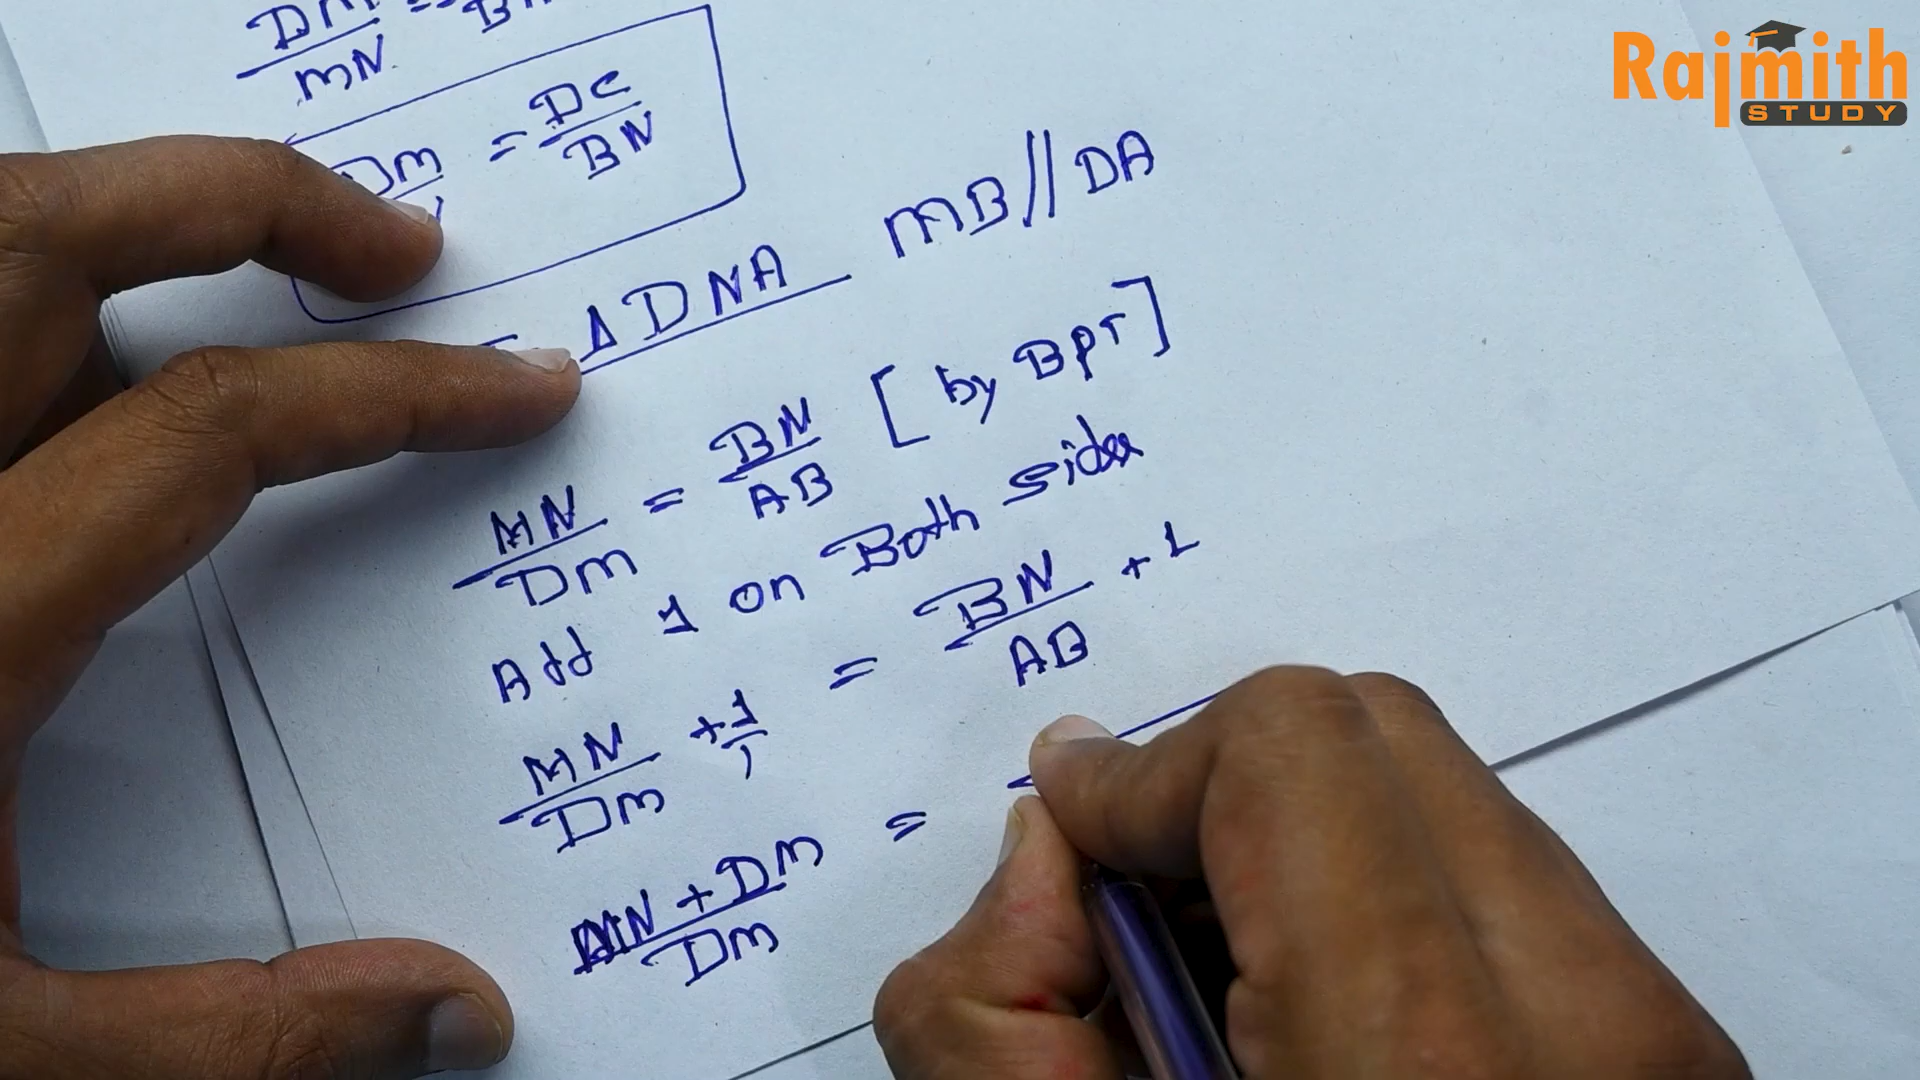 Rajmith
STUDY
Dm
mN
Dm = DC
BN
ΔDNA mB//DA
MN/Dm = BN/AB [by BPT]
Add 1 on Both side
MN/Dm + 1/1 = BN/AB + 1
MN + Dm / Dm =